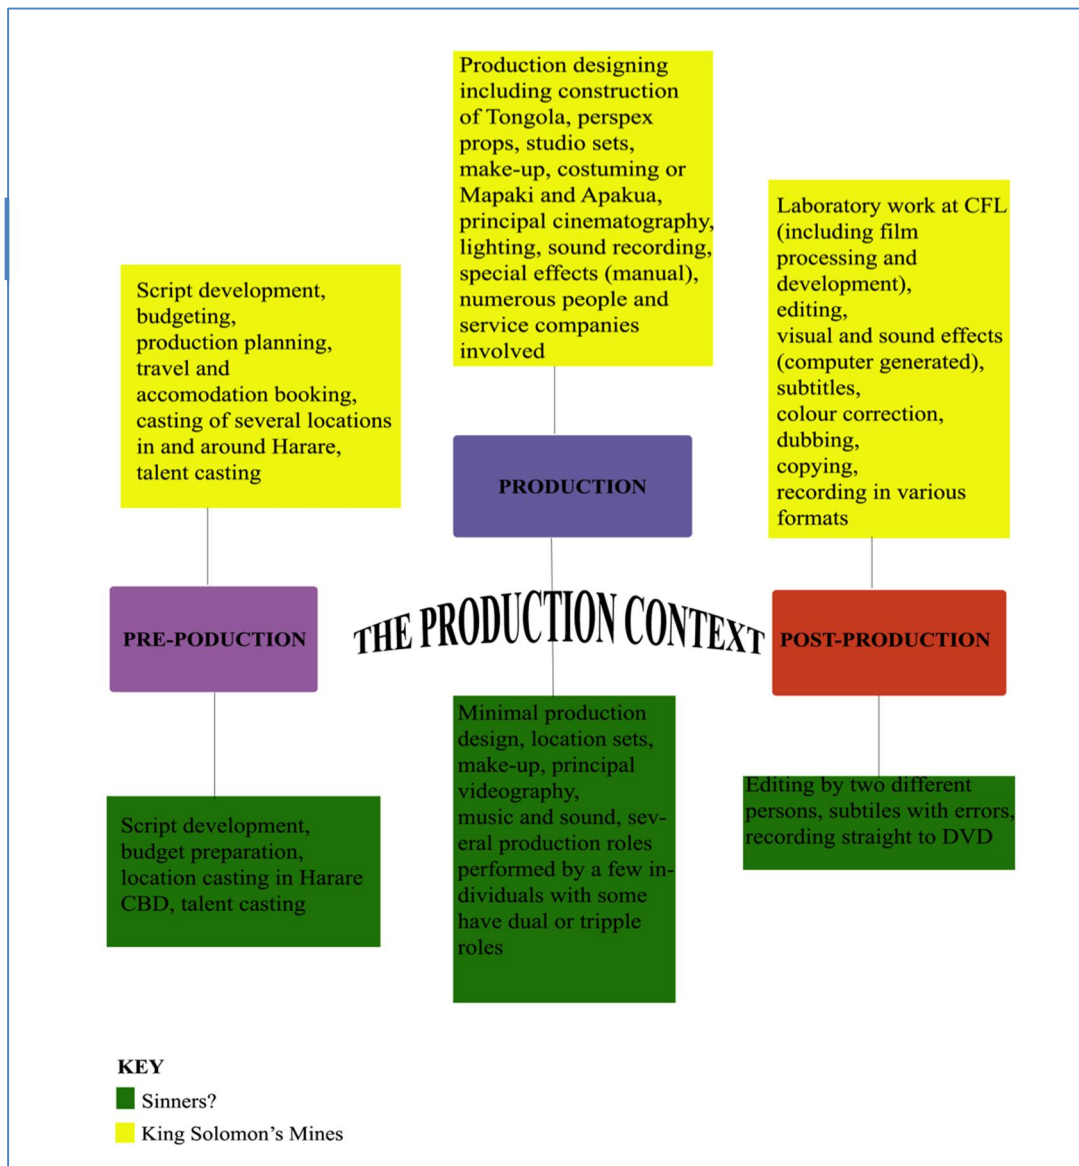 Production designing
including construction
of Tongola, perspex
props, studio sets,
make-up, costuming or
Mapaki and Apakua,
principal cinematography,
lighting, sound recording,
special effects (manual),
numerous people and
service companies
involved
Laboratory work at CFL
(including film
processing and
development),
editing,
visual and sound effects
(computer generated),
subtitles,
colour correction,
dubbing,
copying,
recording in various
formats
Script development,
budgeting,
production planning,
travel and
accomodation booking,
casting of several locations
in and around Harare,
talent casting
PRODUCTION
PRE-PODUCTION
THE PRODUCTION CONTEXT
POST-PRODUCTION
Script development,
budget preparation,
location casting in Harare
CBD, talent casting
Minimal production
design, location sets,
make-up, principal
videography,
music and sound, sev-
eral production roles
performed by a few in-
dividuals with some
have dual or tripple
roles
Editing by two different
persons, subtiles with errors,
recording straight to DVD
KEY
Sinners?
King Solomon's Mines